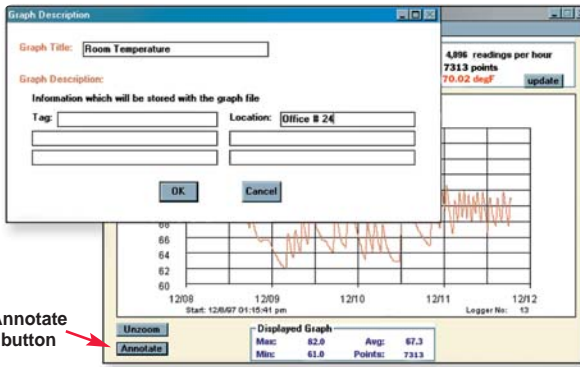 Graph Description
Graph Title: Room Temperature
Graph Description:
Information which will be stored with the graph file
Tag:
Location: Office # 24
OK
Cancel
4,896 readings per hour
7313 points
70.02 degF
update
66
64
62
60
12/08
12/09
12/10
12/11
12/12
Start: 12/8/97 01:15:41 pm
Logger No: 13
Annotate
button
Unzoom
Annotate
Displayed Graph
Max: 82.0 Avg: 67.3
Min: 61.0 Points: 7313